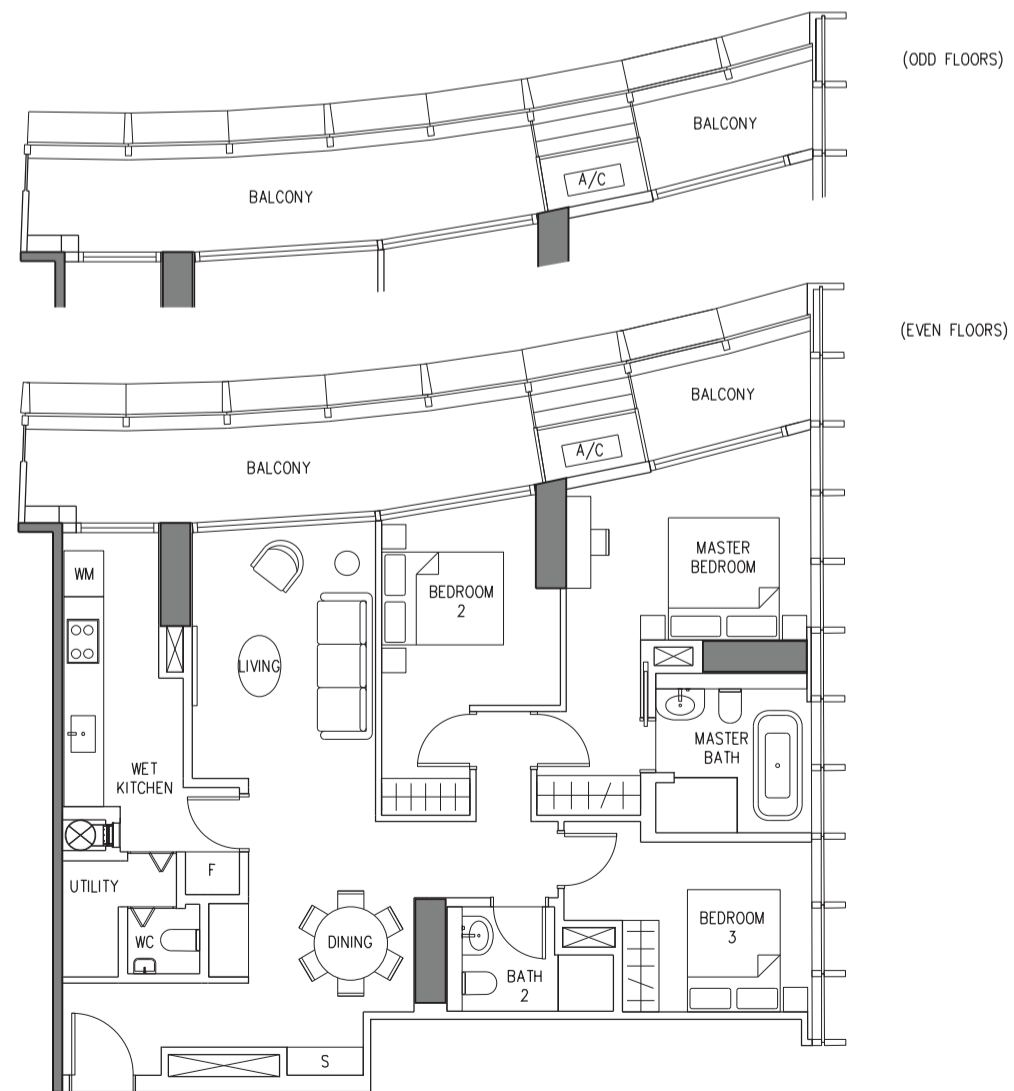 (ODD FLOORS)
BALCONY
A/C
BALCONY
(EVEN FLOORS)
BALCONY
A/C
BALCONY
WM
BEDROOM
2
MASTER
BEDROOM
LIVING
WET
KITCHEN
MASTER
BATH
F
UTILITY
WC
DINING
BEDROOM
3
BATH
2
S